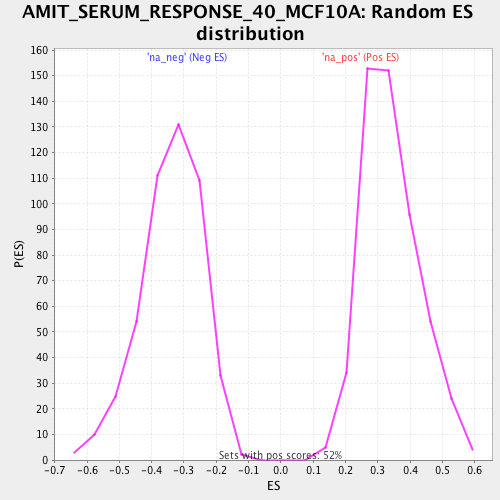 AMIT_SERUM_RESPONSE_40_MCF10A: Random ES
distribution
'na_neg' (Neg ES)
'na_pos' (Pos ES)
P(ES)
160
150
140
130
120
110
100
90
80
70
60
50
40
30
20
10
0
Sets with pos scores: 52%
-0.7 -0.6 -0.5 -0.4 -0.3 -0.2 -0.1 0.0 0.1 0.2 0.3 0.4 0.5 0.6
ES